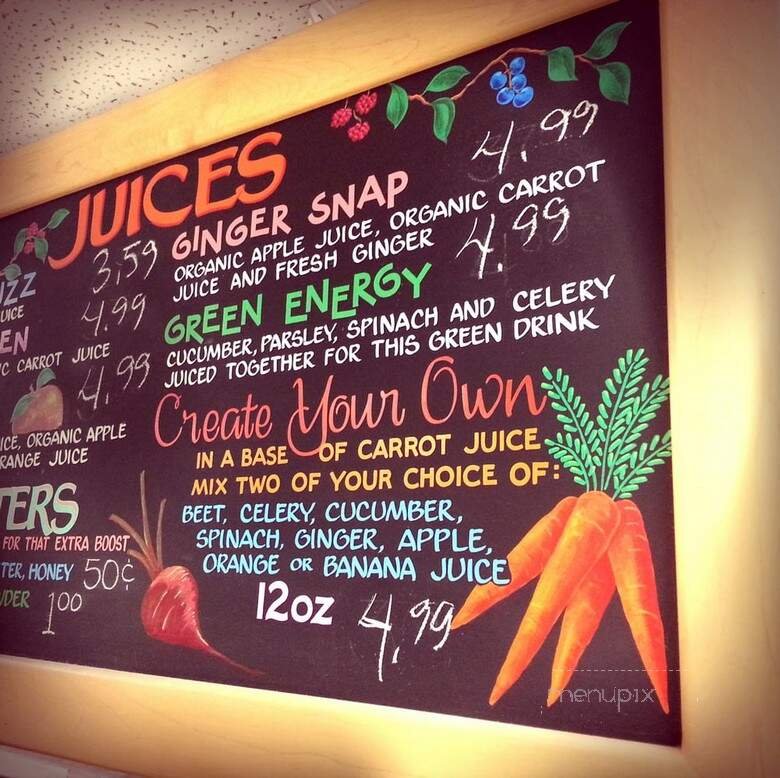 JUICES
3.59
4.99
C CARROT JUICE
4.99
ICE, ORGANIC APPLE
RANGE JUICE
FOR THAT EXTRA BOOST
HONEY 50¢
1.00
GINGER SNAP 4.99
ORGANIC APPLE JUICE, ORGANIC CARROT
JUICE AND FRESH GINGER
GREEN ENERGY 4.99
CUCUMBER, PARSLEY, SPINACH AND CELERY
JUICED TOGETHER FOR THIS GREEN DRINK
Create Your Own
IN A BASE OF CARROT JUICE
MIX TWO OF YOUR CHOICE OF:
BEET, CELERY, CUCUMBER,
SPINACH, GINGER, APPLE,
ORANGE OR BANANA JUICE
12oz 4.99
menupix